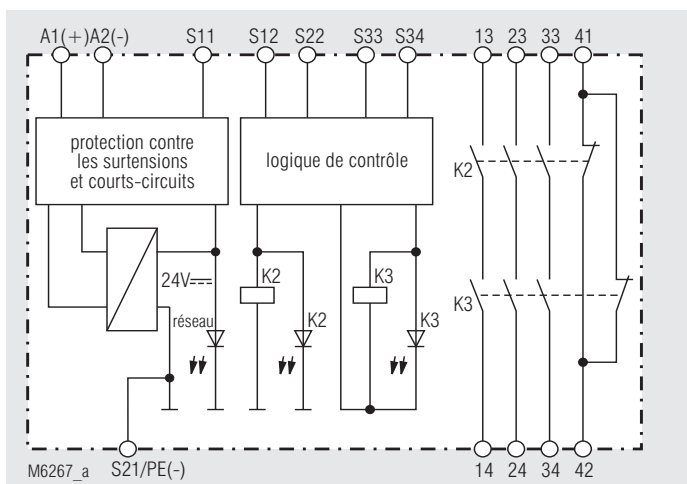 A1(+) A2(-) S11 S12 S22 S33 S34 13 23 33 41
protection contre
les surtensions
et courts-circuits
logique de contrôle
K2
24V
K2
K3
K3
réseau
K2
K3
M6267_a
S21/PE(-)
14 24 34 42